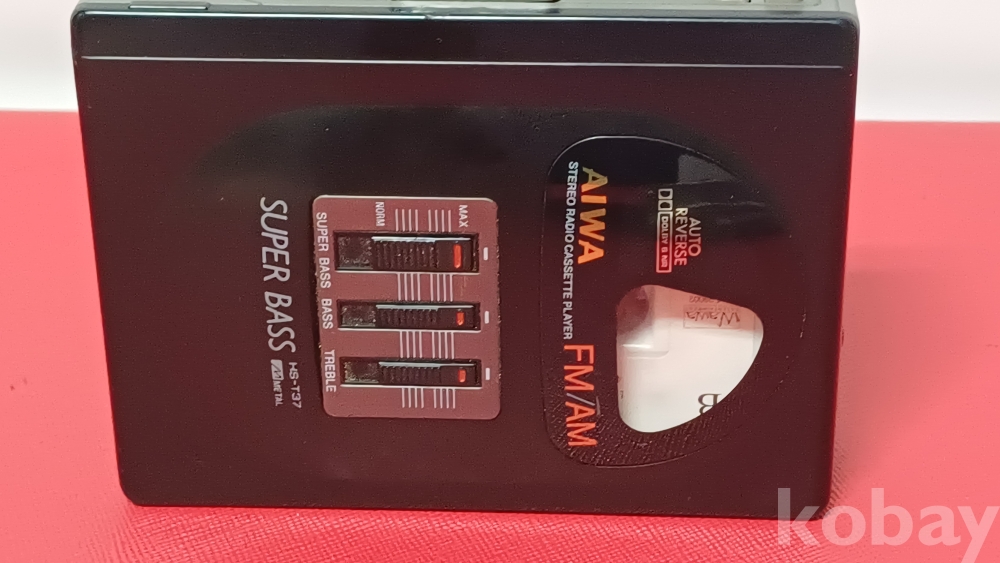 AUTO
REVERSE
DOLBY B NR
AIWA
STEREO RADIO CASSETTE PLAYER
FM/AM
MAX
NORM
SUPER BASS
BASS
TREBLE
SUPER BASS
HS-T37
METAL
kobay